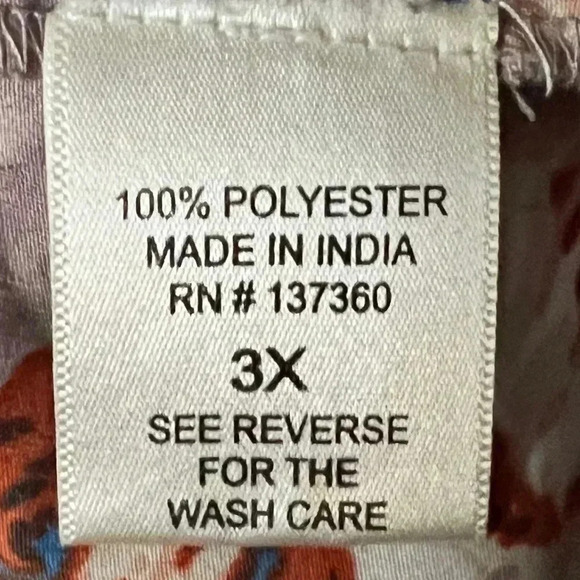 100% POLYESTER
MADE IN INDIA
RN # 137360
3X
SEE REVERSE
FOR THE
WASH CARE